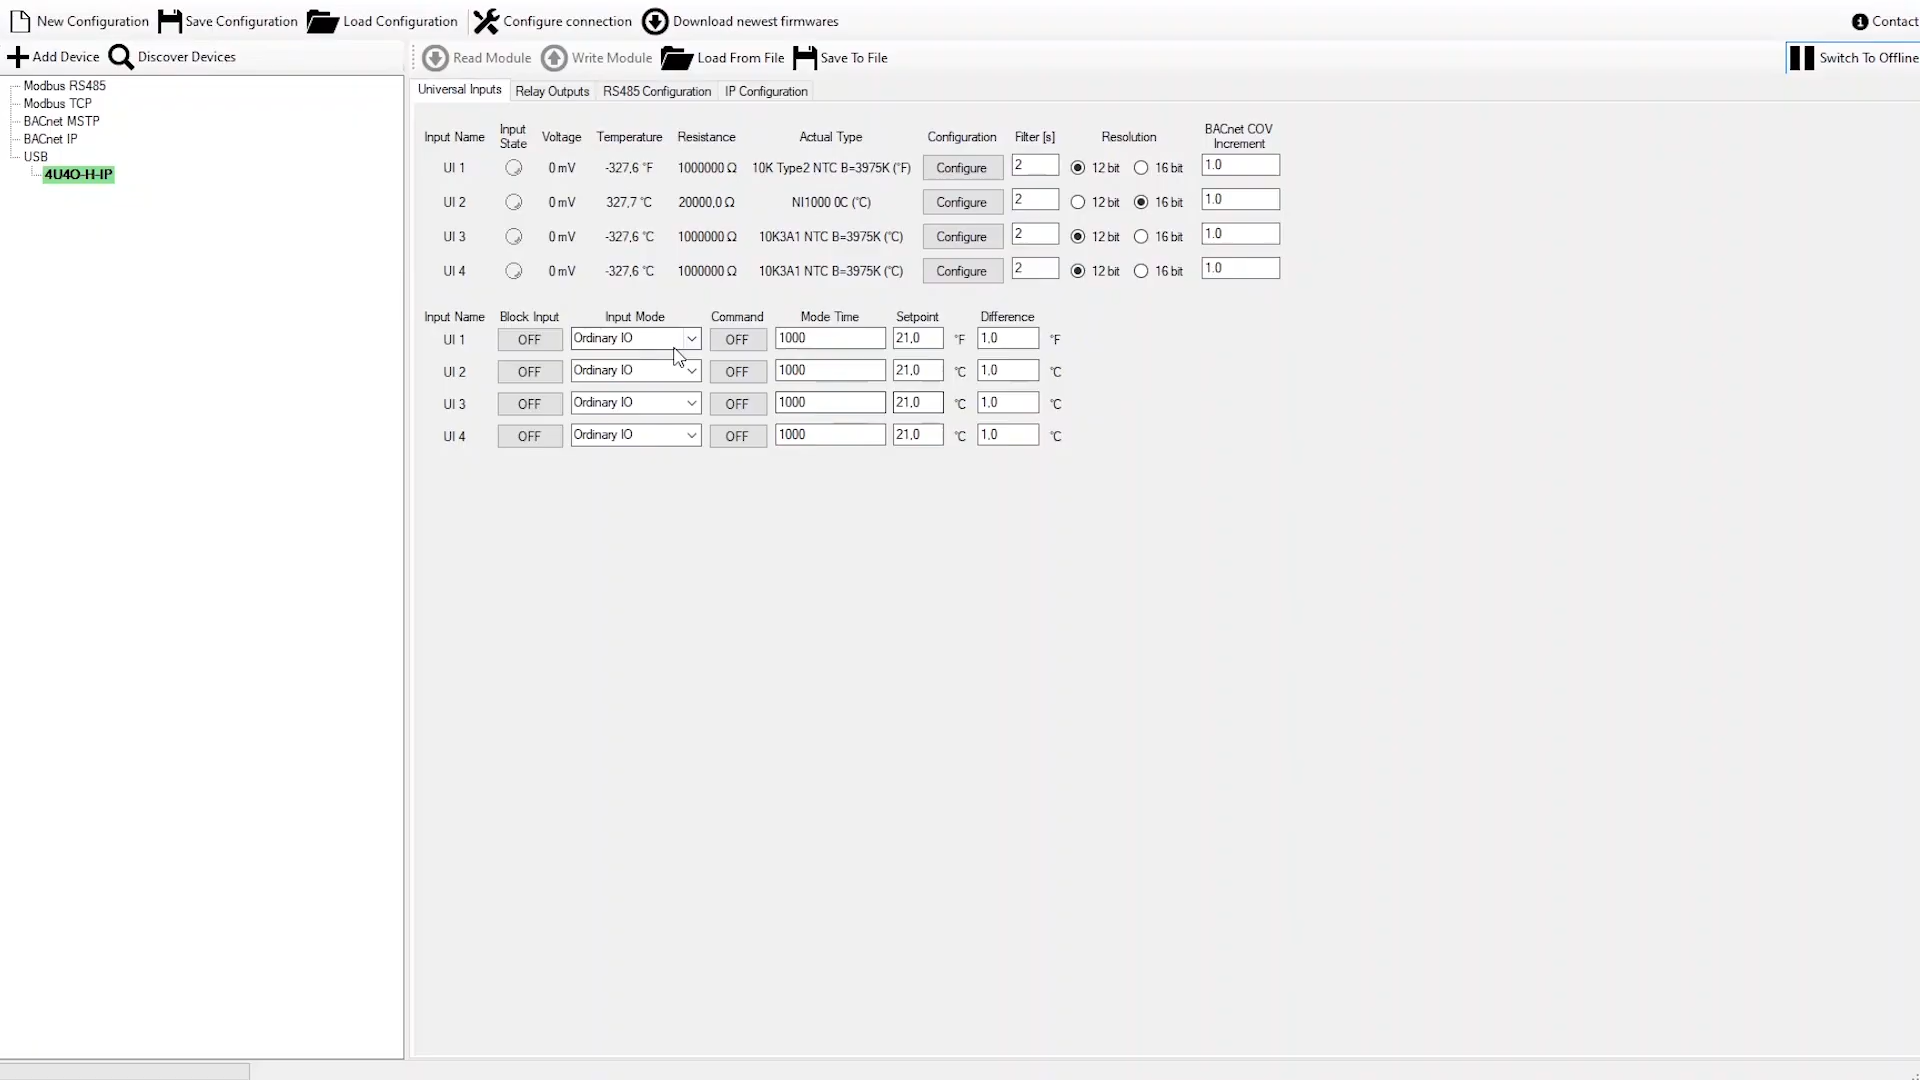 New Configuration Save Configuration Load Configuration Configure connection Download newest firmwares Contact
Add Device Discover Devices Read Module Write Module Load From File Save To File Switch To Offline
Modbus RS485
Modbus TCP
BACnet MSTP
BACnet IP
USB
4U4O-H-IP
Universal Inputs Relay Outputs RS485 Configuration IP Configuration
Input Name Input State Voltage Temperature Resistance Actual Type Configuration Filter [s] Resolution BACnet COV Increment
UI 1 0 mV -327,6 °F 1000000 Ω 10K Type2 NTC B=3975K (°F) Configure 2 12 bit 16 bit 1.0
UI 2 0 mV 327,7 °C 20000,0 Ω NI1000 0C (°C) Configure 2 12 bit 16 bit 1.0
UI 3 0 mV -327,6 °C 1000000 Ω 10K3A1 NTC B=3975K (°C) Configure 2 12 bit 16 bit 1.0
UI 4 0 mV -327,6 °C 1000000 Ω 10K3A1 NTC B=3975K (°C) Configure 2 12 bit 16 bit 1.0
Input Name Block Input Input Mode Command Mode Time Setpoint Difference
UI 1 OFF Ordinary IO OFF 1000 21,0 °F 1,0 °F
UI 2 OFF Ordinary IO OFF 1000 21,0 °C 1,0 °C
UI 3 OFF Ordinary IO OFF 1000 21,0 °C 1,0 °C
UI 4 OFF Ordinary IO OFF 1000 21,0 °C 1,0 °C